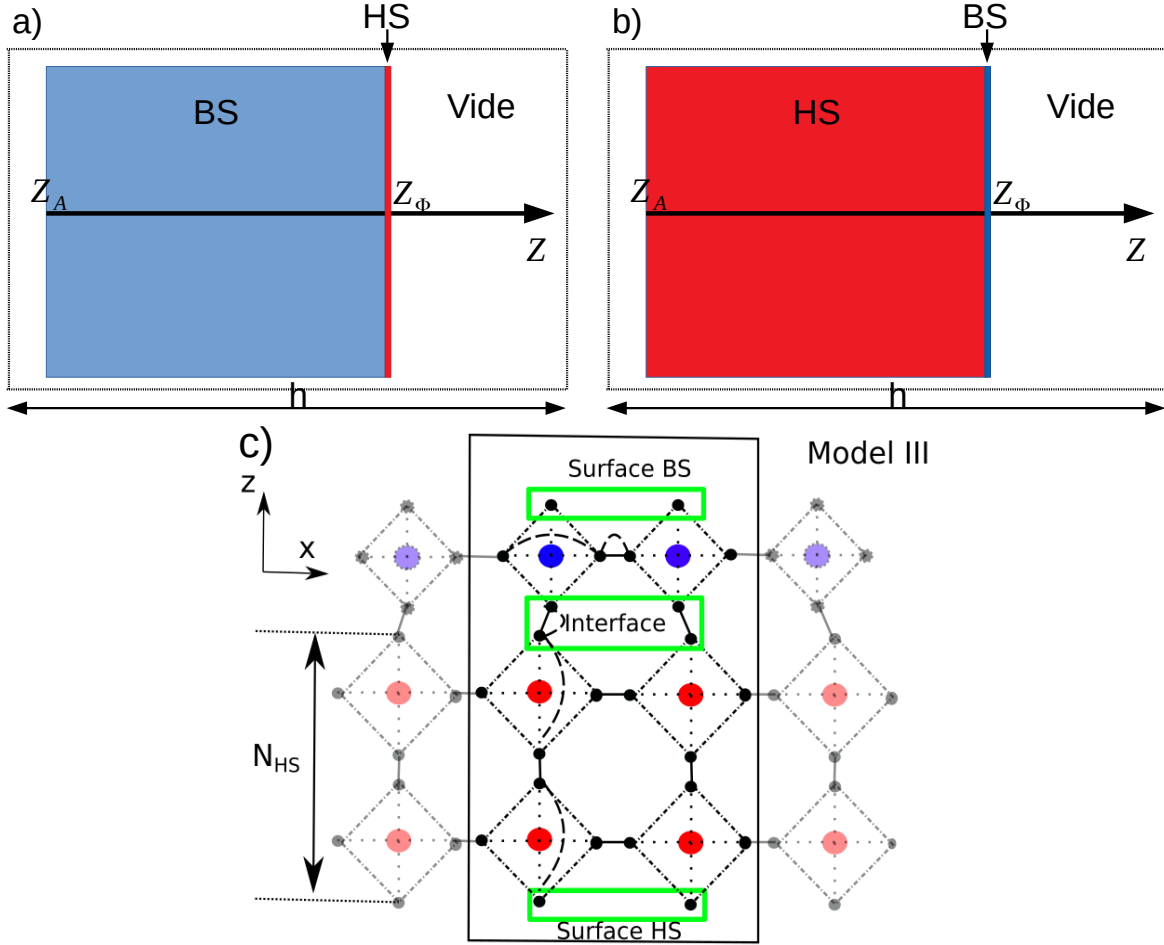 a)
HS
BS
Vide
Z_A
Z_Φ
Z
h
b)
BS
HS
Vide
Z_A
Z_Φ
Z
h
c)
Model III
z
x
Surface BS
Interface
N_HS
Surface HS